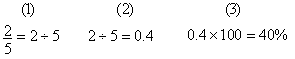 (1) (2) (3)
2/5 = 2 ÷ 5 2 ÷ 5 = 0.4 0.4 × 100 = 40%